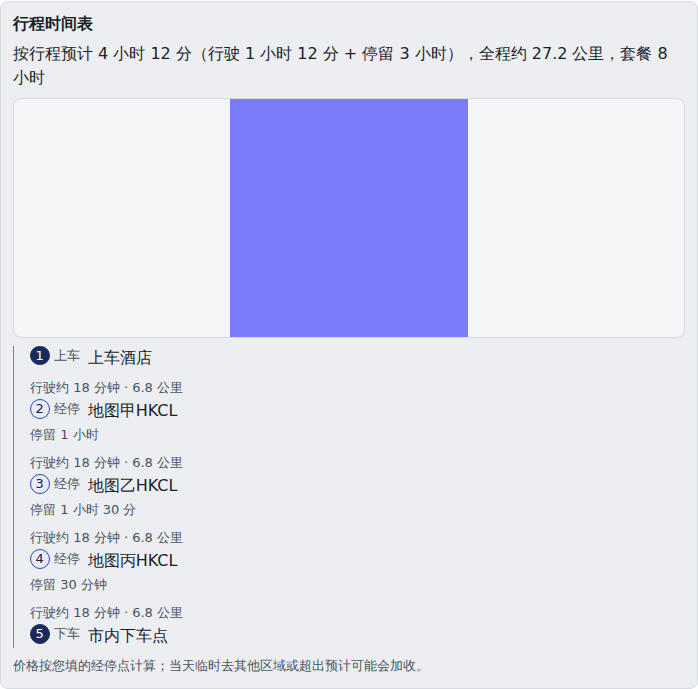 行程时间表
按行程预计 4 小时 12 分（行驶 1 小时 12 分 + 停留 3 小时），全程约 27.2 公里，套餐 8
小时
1 上车 上车酒店
行驶约 18 分钟 · 6.8 公里
2 经停 地图甲HKCL
停留 1 小时
行驶约 18 分钟 · 6.8 公里
3 经停 地图乙HKCL
停留 1 小时 30 分
行驶约 18 分钟 · 6.8 公里
4 经停 地图丙HKCL
停留 30 分钟
行驶约 18 分钟 · 6.8 公里
5 下车 市内下车点
价格按您填的经停点计算；当天临时去其他区域或超出预计可能会加收。